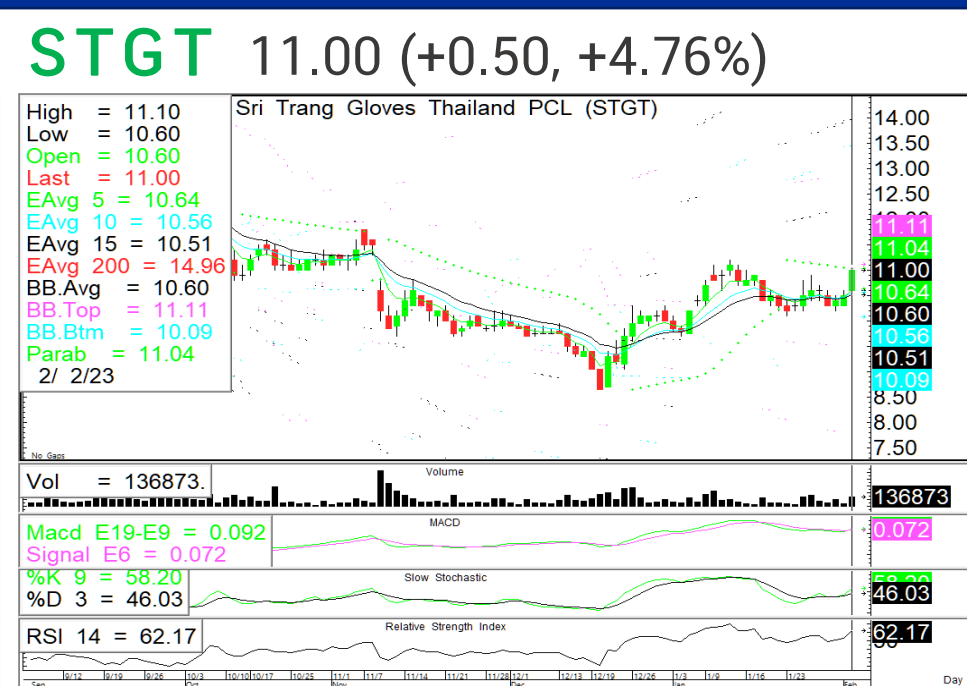 STGT 11.00 (+0.50, +4.76%)
Sri Trang Gloves Thailand PCL (STGT)
High = 11.10
Low = 10.60
Open = 10.60
Last = 11.00
EAvg 5 = 10.64
EAvg 10 = 10.56
EAvg 15 = 10.51
EAvg 200 = 14.96
BB.Avg = 10.60
BB.Top = 11.11
BB.Btm = 10.09
Parab = 11.04
2/ 2/23
No Gaps
14.00
13.50
13.00
12.50
11.11
11.04
11.00
10.64
10.60
10.56
10.51
10.09
8.50
8.00
7.50
Volume
Vol = 136873.
136873
MACD
Macd E19-E9 = 0.092
Signal E6 = 0.072
0.072
Slow Stochastic
%K 9 = 58.20
%D 3 = 46.03
58.20
46.03
Relative Strength Index
RSI 14 = 62.17
62.17
9/12 9/19 9/26 10/3 10/10 10/17 10/25 11/1 11/7 11/14 11/21 11/28 12/1 12/13 12/19 12/26 1/3 1/9 1/16 1/23
Sep Oct Nov Dec Jan Feb
Day